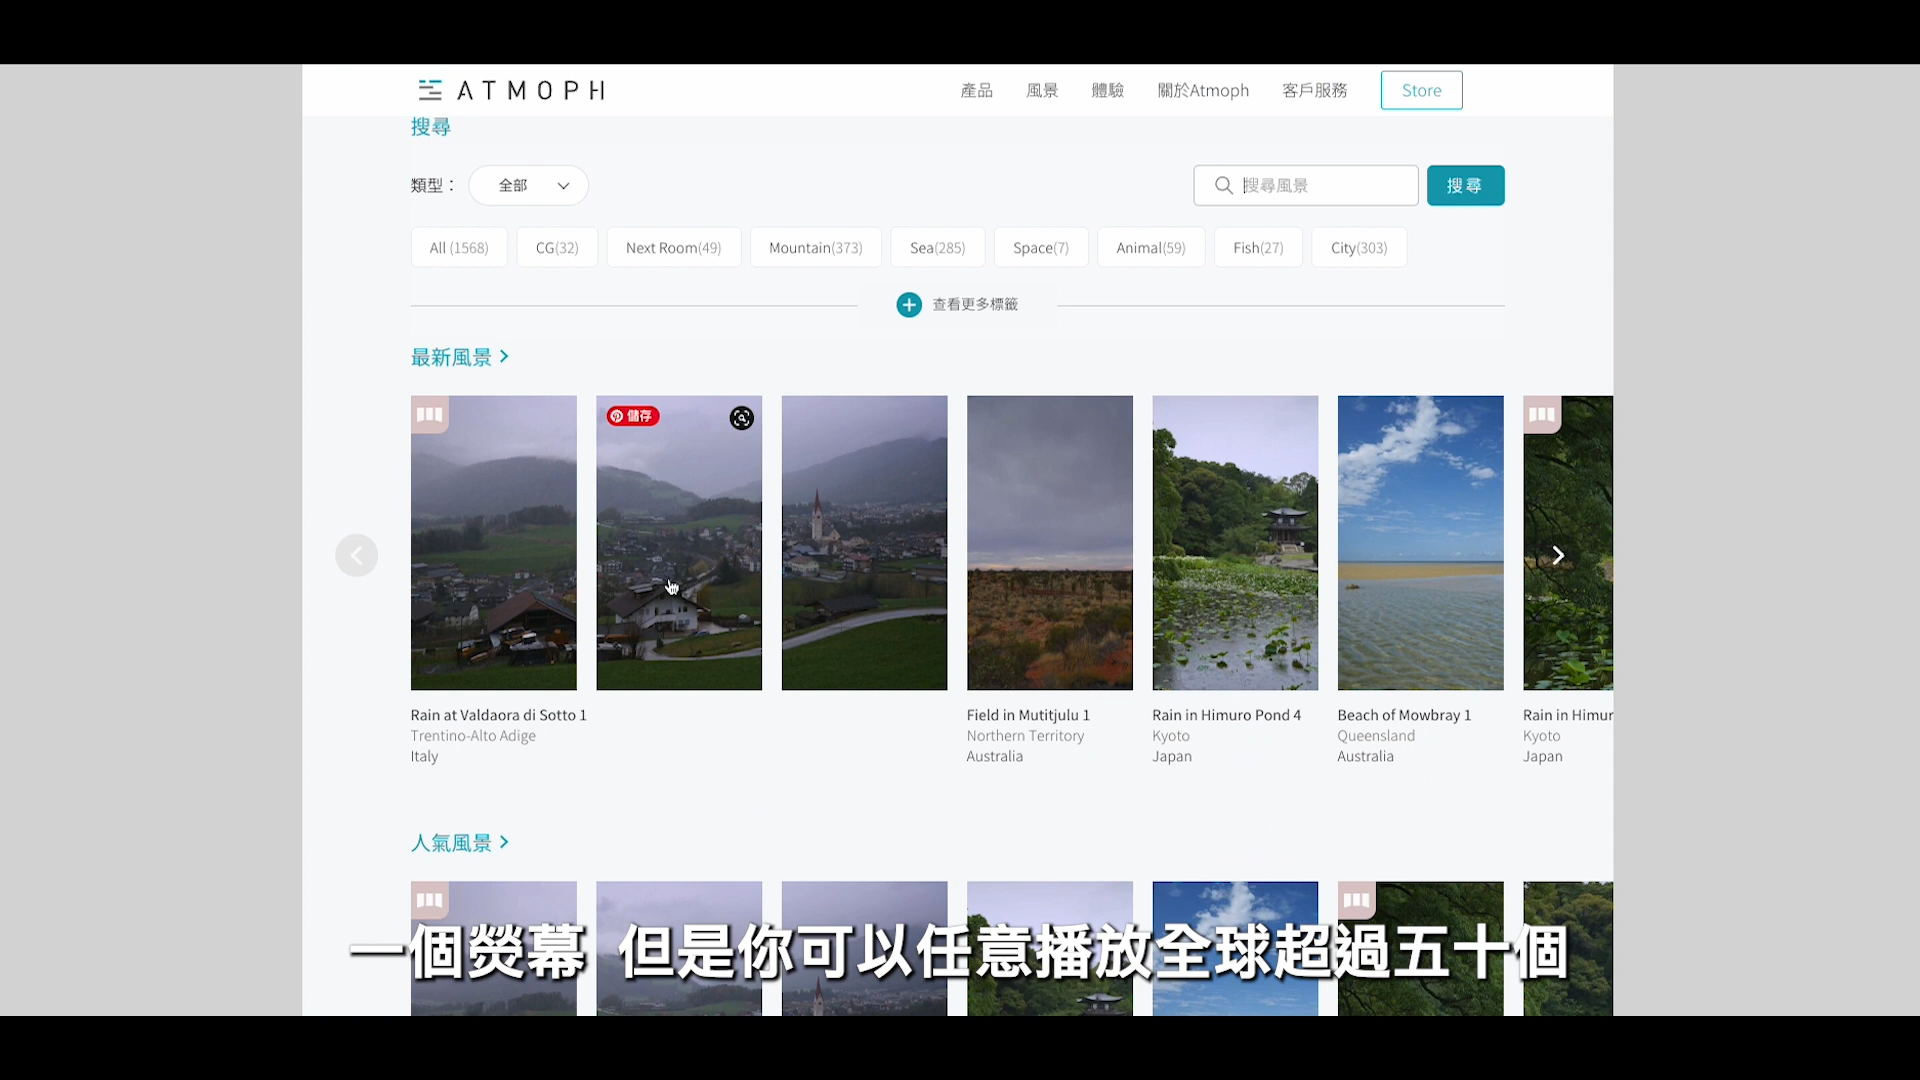 ATMOPH
產品 風景 體驗 關於Atmoph 客戶服務 Store
搜尋
類型： 全部 搜尋風景 搜尋
All (1568) CG(32) Next Room(49) Mountain(373) Sea(285) Space(7) Animal(59) Fish(27) City(303)
查看更多標籤
最新風景
儲存
Rain at Valdaora di Sotto 1
Trentino-Alto Adige
Italy
Field in Mutitjulu 1
Northern Territory
Australia
Rain in Himuro Pond 4
Kyoto
Japan
Beach of Mowbray 1
Queensland
Australia
Rain in Himur
Kyoto
Japan
人氣風景
一個熒幕 但是你可以任意播放全球超過五十個